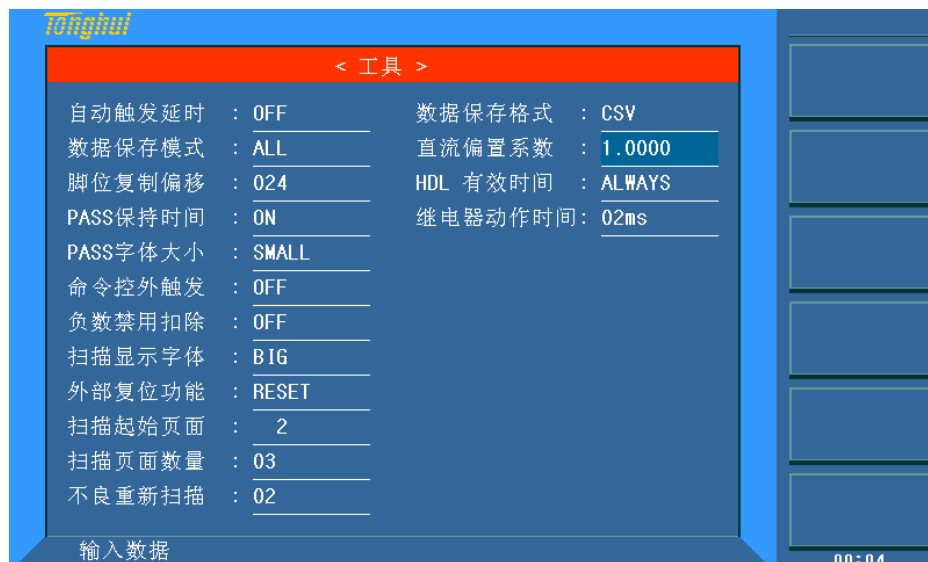 Tonghui
< 工具 >
自动触发延时 : OFF 数据保存格式 : CSV
数据保存模式 : ALL 直流偏置系数 : 1.0000
脚位复制偏移 : 024 HDL 有效时间 : ALWAYS
PASS保持时间 : ON 继电器动作时间: 02ms
PASS字体大小 : SMALL
命令控外触发 : OFF
负数禁用扣除 : OFF
扫描显示字体 : BIG
外部复位功能 : RESET
扫描起始页面 : 2
扫描页面数量 : 03
不良重新扫描 : 02
输入数据